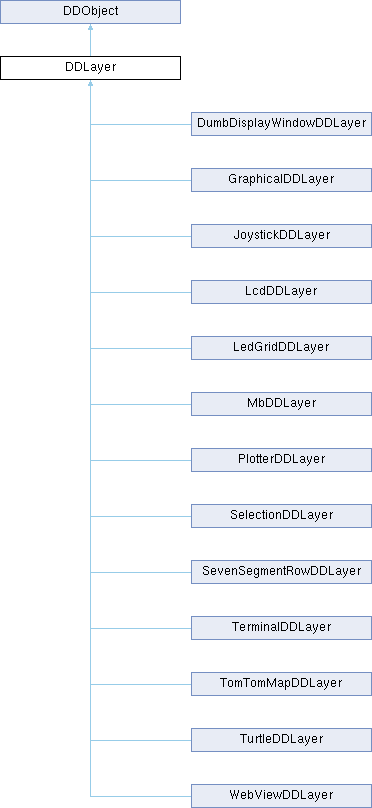 DDObject
DDLayer
DumbDisplayWindowDDLayer
GraphicalDDLayer
JoystickDDLayer
LcdDDLayer
LedGridDDLayer
MbDDLayer
PlotterDDLayer
SelectionDDLayer
SevenSegmentRowDDLayer
TerminalDDLayer
TomTomMapDDLayer
TurtleDDLayer
WebViewDDLayer